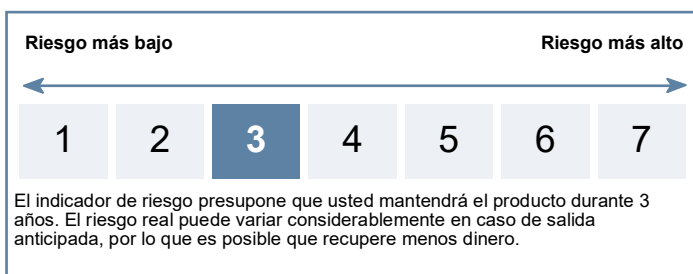 Riesgo más bajo Riesgo más alto
1 2 3 4 5 6 7
El indicador de riesgo presupone que usted mantendrá el producto durante 3
años. El riesgo real puede variar considerablemente en caso de salida
anticipada, por lo que es posible que recupere menos dinero.